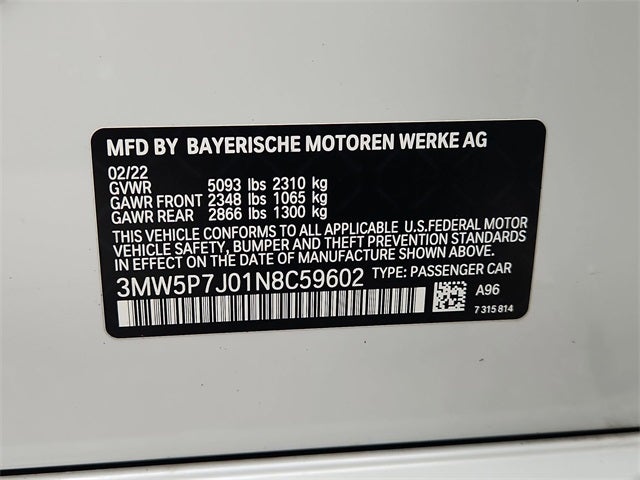 MFD BY BAYERISCHE MOTOREN WERKE AG
02/22
GVWR 5093 lbs 2310 kg
GAWR FRONT 2348 lbs 1065 kg
GAWR REAR 2866 lbs 1300 kg
THIS VEHICLE CONFORMS TO ALL APPLICABLE U.S.FEDERAL MOTOR
VEHICLE SAFETY, BUMPER AND THEFT PREVENTION STANDARDS
IN EFFECT ON THE DATE OF MANUFACTURE SHOWN ABOVE.
3MW5P7J01N8C59602 TYPE: PASSENGER CAR
A96
7 315 814